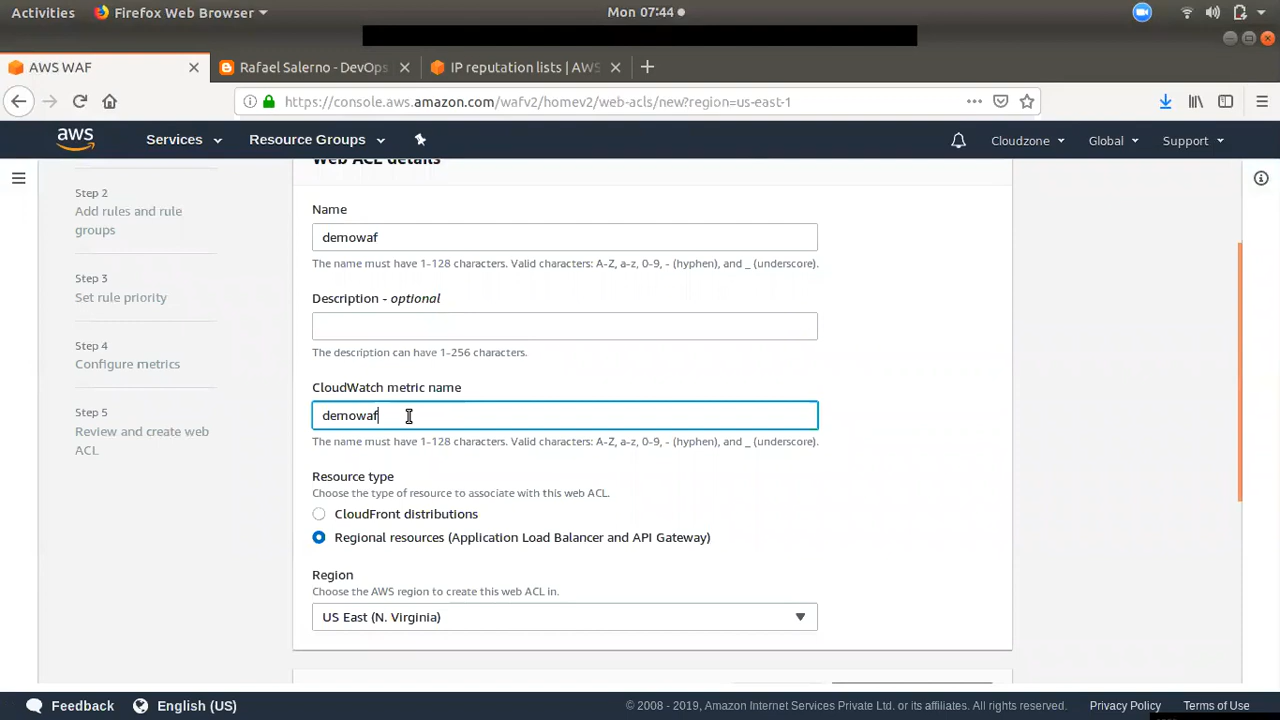 Activities Firefox Web Browser Mon 07:44
AWS WAF Rafael Salerno - DevOps IP reputation lists | AWS
https://console.aws.amazon.com/wafv2/homev2/web-acls/new?region=us-east-1
aws Services Resource Groups Cloudzone Global Support
Web ACL details
Step 2
Add rules and rule
groups
Step 3
Set rule priority
Step 4
Configure metrics
Step 5
Review and create web
ACL
Name
demowaf
The name must have 1-128 characters. Valid characters: A-Z, a-z, 0-9, - (hyphen), and _ (underscore).
Description - optional
The description can have 1-256 characters.
CloudWatch metric name
demowaf
The name must have 1-128 characters. Valid characters: A-Z, a-z, 0-9, - (hyphen), and _ (underscore).
Resource type
Choose the type of resource to associate with this web ACL.
CloudFront distributions
Regional resources (Application Load Balancer and API Gateway)
Region
Choose the AWS region to create this web ACL in.
US East (N. Virginia)
Feedback English (US) © 2008 - 2019, Amazon Internet Services Private Ltd. or its affiliates. All rights reserved. Privacy Policy Terms of Use